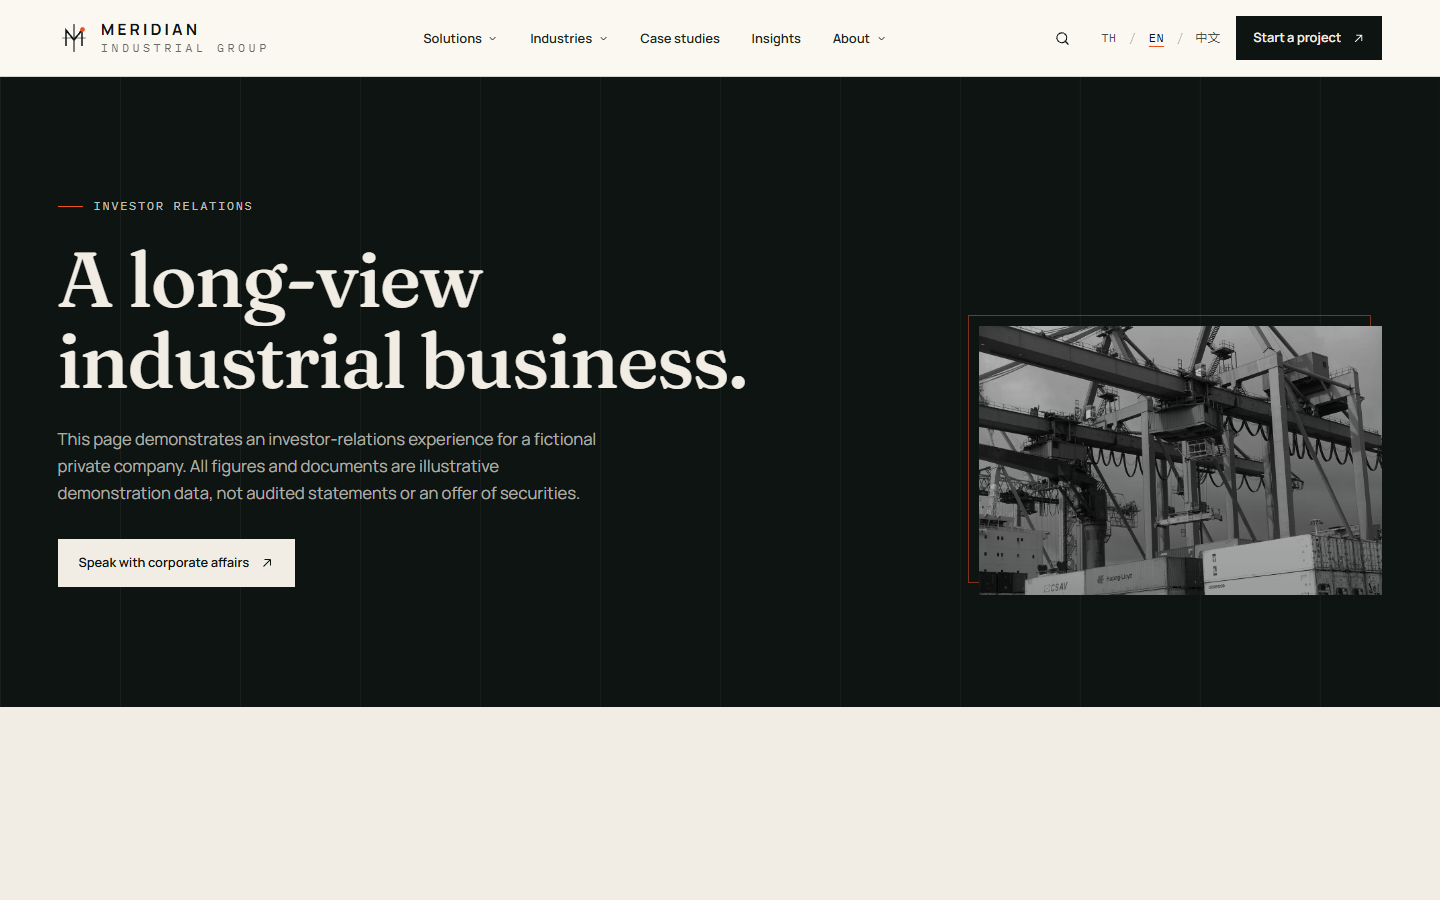 MERIDIAN
INDUSTRIAL GROUP
Solutions
Industries
Case studies
Insights
About
TH / EN / 中文
Start a project
INVESTOR RELATIONS
A long-view
industrial business.
This page demonstrates an investor-relations experience for a fictional
private company. All figures and documents are illustrative
demonstration data, not audited statements or an offer of securities.
Speak with corporate affairs
CSAV
Hapag-Lloyd